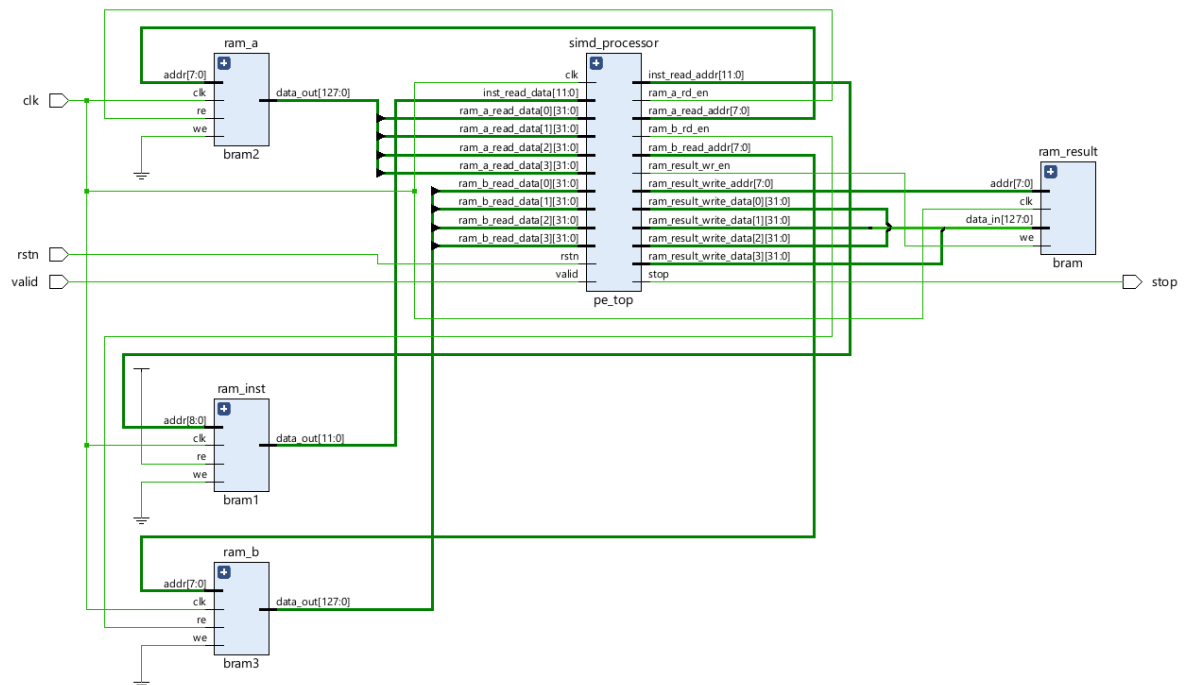 ram_a
addr[7:0]
clk
re
we
data_out[127:0]
bram2
clk
rstn
valid
simd_processor
clk
inst_read_data[11:0]
ram_a_read_data[0][31:0]
ram_a_read_data[1][31:0]
ram_a_read_data[2][31:0]
ram_a_read_data[3][31:0]
ram_b_read_data[0][31:0]
ram_b_read_data[1][31:0]
ram_b_read_data[2][31:0]
ram_b_read_data[3][31:0]
rstn
valid
inst_read_addr[11:0]
ram_a_rd_en
ram_a_read_addr[7:0]
ram_b_rd_en
ram_b_read_addr[7:0]
ram_result_wr_en
ram_result_write_addr[7:0]
ram_result_write_data[0][31:0]
ram_result_write_data[1][31:0]
ram_result_write_data[2][31:0]
ram_result_write_data[3][31:0]
stop
pe_top
ram_result
addr[7:0]
clk
data_in[127:0]
we
bram
stop
ram_inst
addr[8:0]
clk
re
we
data_out[11:0]
bram1
ram_b
addr[7:0]
clk
re
we
data_out[127:0]
bram3